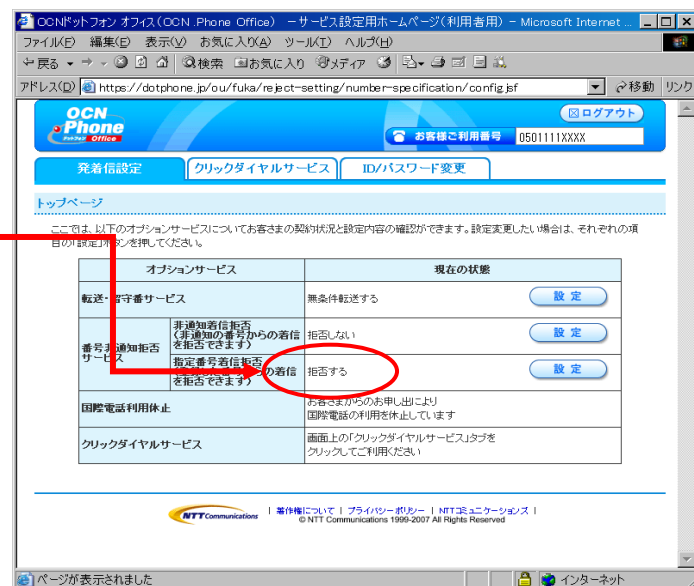 OCNドットフォン オフィス(OCN .Phone Office) －サービス設定用ホームページ(利用者用) - Microsoft Internet ...
ファイル(F) 編集(E) 表示(V) お気に入り(A) ツール(T) ヘルプ(H)
戻る 検索 お気に入り メディア
アドレス(D) https://dotphone.jp/ou/fuka/reject-setting/number-specification/config.jsf 移動 リンク
OCN
.Phone
Office
ログアウト
お客様ご利用番号 0501111XXXX
発着信設定 クリックダイヤルサービス ID/パスワード変更
トップページ
ここでは、以下のオプションサービスについてお客さまの契約状況と設定内容の確認ができます。設定変更したい場合は、それぞれの項
目の「設定」ボタンを押してください。
オプションサービス 現在の状態
転送・留守番サービス 無条件転送する 設 定
番号非通知拒否
サービス
非通知着信拒否
(非通知の番号からの着信
を拒否できます)
拒否しない 設 定
指定番号着信拒否
(登録した番号からの着信
を拒否できます)
拒否する 設 定
国際電話利用休止
お客さまからのお申し出により
国際電話の利用を休止しています
クリックダイヤルサービス
画面上の「クリックダイヤルサービス」タブを
クリックしてご利用ください
NTT Communications | 著作権について | プライバシーポリシー | NTTコミュニケーションズ |
© NTT Communications 1999-2007 All Rights Reserved
ページが表示されました インターネット